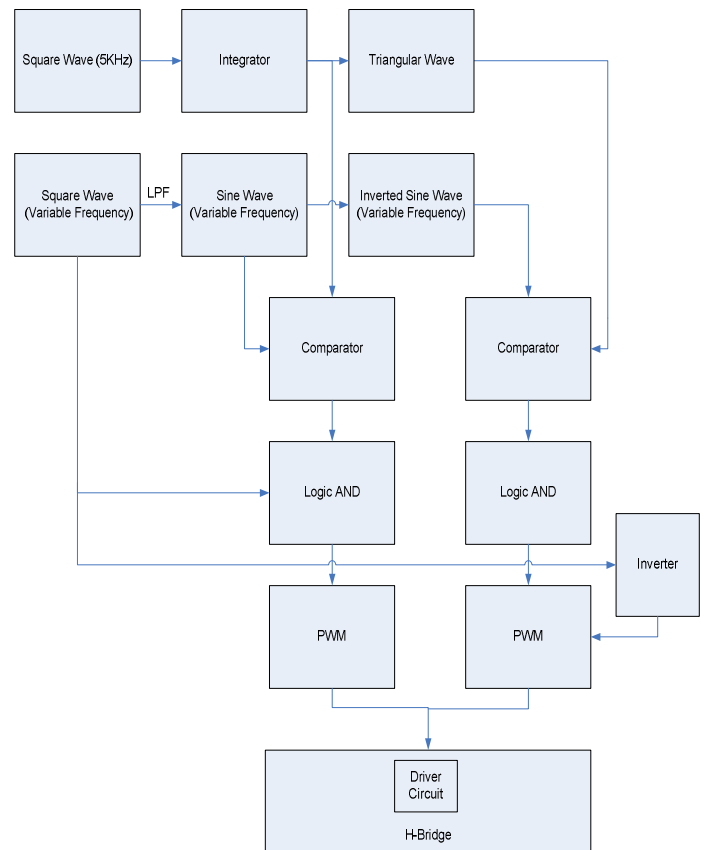 Square Wave (5KHz)
Integrator
Triangular Wave
Square Wave
(Variable Frequency)
LPF
Sine Wave
(Variable Frequency)
Inverted Sine Wave
(Variable Frequency)
Comparator
Comparator
Logic AND
Logic AND
Inverter
PWM
PWM
Driver
Circuit
H-Bridge